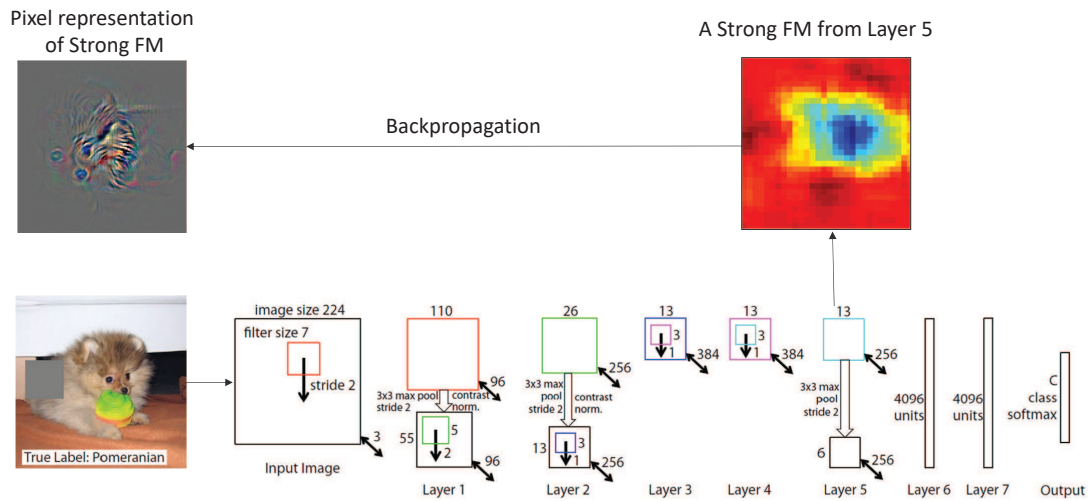 Pixel representation
of Strong FM
A Strong FM from Layer 5
Backpropagation
True Label: Pomeranian
image size 224
filter size 7
stride 2
3
Input Image
110
96
3x3 max
pool
stride 2
contrast
norm.
55
5
2
96
Layer 1
26
256
3x3 max
pool
stride 2
contrast
norm.
13
3
1
256
Layer 2
13
3
1
384
Layer 3
13
3
1
384
Layer 4
13
256
3x3 max
pool
stride 2
6
256
Layer 5
4096
units
Layer 6
4096
units
Layer 7
C
class
softmax
Output